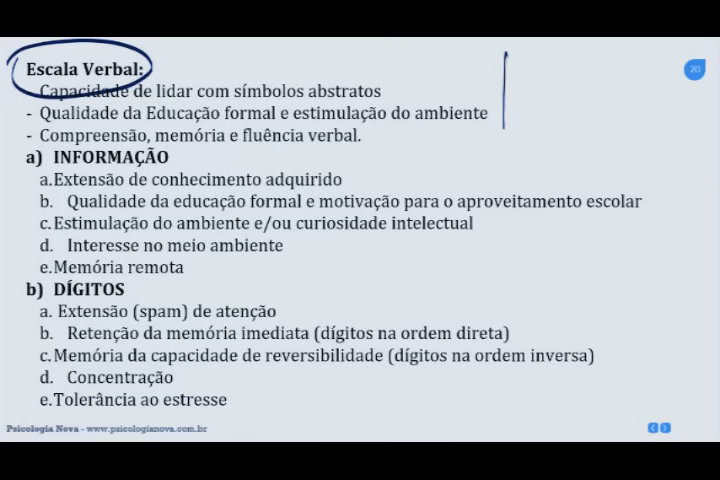 Escala Verbal:
- Capacidade de lidar com símbolos abstratos
- Qualidade da Educação formal e estimulação do ambiente
- Compreensão, memória e fluência verbal.
a) INFORMAÇÃO
a.Extensão de conhecimento adquirido
b. Qualidade da educação formal e motivação para o aproveitamento escolar
c.Estimulação do ambiente e/ou curiosidade intelectual
d. Interesse no meio ambiente
e.Memória remota
b) DÍGITOS
a. Extensão (spam) de atenção
b. Retenção da memória imediata (dígitos na ordem direta)
c.Memória da capacidade de reversibilidade (dígitos na ordem inversa)
d. Concentração
e.Tolerância ao estresse
Psicologia Nova - www.psicologianova.com.br
20